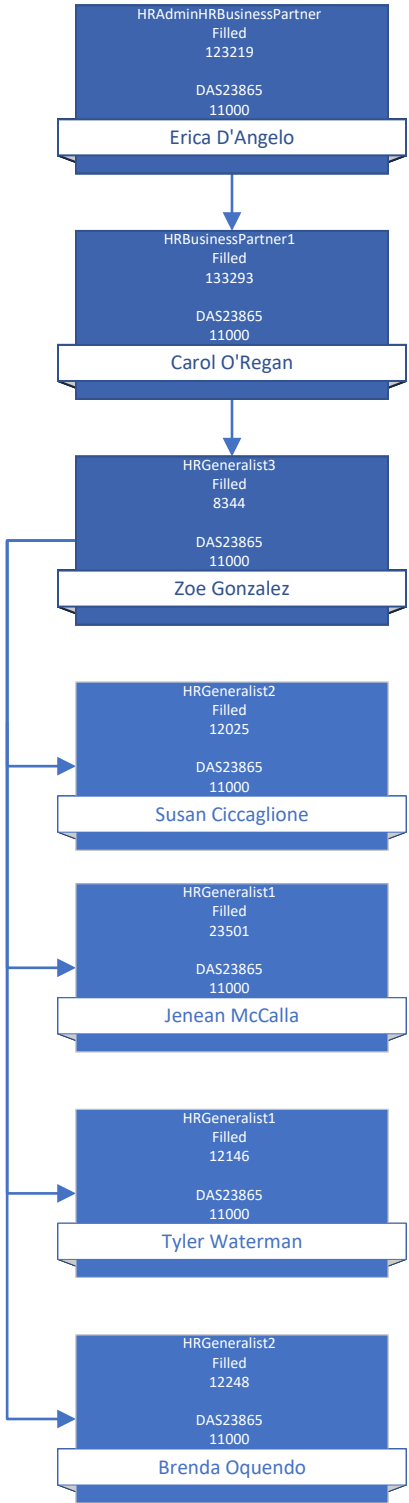 HRAdminHRBusinessPartner
Filled
123219
DAS23865
11000
Erica D'Angelo
HRBusinessPartner1
Filled
133293
DAS23865
11000
Carol O'Regan
HRGeneralist3
Filled
8344
DAS23865
11000
Zoe Gonzalez
HRGeneralist2
Filled
12025
DAS23865
11000
Susan Ciccaglione
HRGeneralist1
Filled
23501
DAS23865
11000
Jenean McCalla
HRGeneralist1
Filled
12146
DAS23865
11000
Tyler Waterman
HRGeneralist2
Filled
12248
DAS23865
11000
Brenda Oquendo